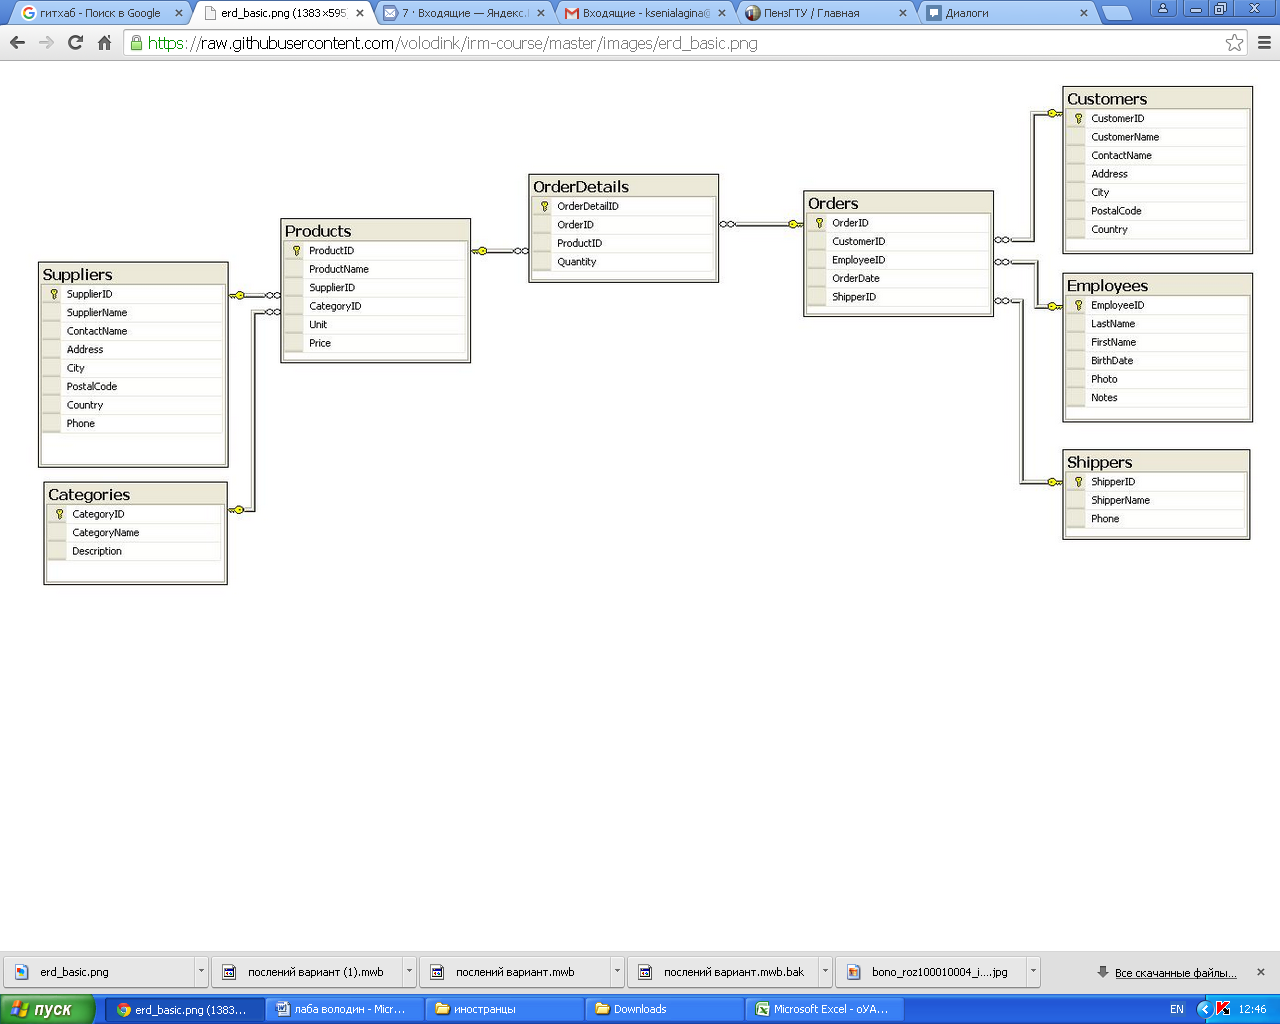 гитхаб - Поиск в Google
erd_basic.png (1383×595)
7 · Входящие — Яндекс.
Входящие - ksenialagina@
ПензГТУ / Главная
Диалоги
https://raw.githubusercontent.com/volodink/irm-course/master/images/erd_basic.png
Suppliers
SupplierID
SupplierName
ContactName
Address
City
PostalCode
Country
Phone
Categories
CategoryID
CategoryName
Description
Products
ProductID
ProductName
SupplierID
CategoryID
Unit
Price
OrderDetails
OrderDetailID
OrderID
ProductID
Quantity
Orders
OrderID
CustomerID
EmployeeID
OrderDate
ShipperID
Customers
CustomerID
CustomerName
ContactName
Address
City
PostalCode
Country
Employees
EmployeeID
LastName
FirstName
BirthDate
Photo
Notes
Shippers
ShipperID
ShipperName
Phone
erd_basic.png
послений вариант (1).mwb
послений вариант.mwb
послений вариант.mwb.bak
bono_roz100010004_i....jpg
Все скачанные файлы...
пуск
erd_basic.png (1383...
лаба володин - Micr...
иностранцы
Downloads
Microsoft Excel - оУА...
EN
12:46